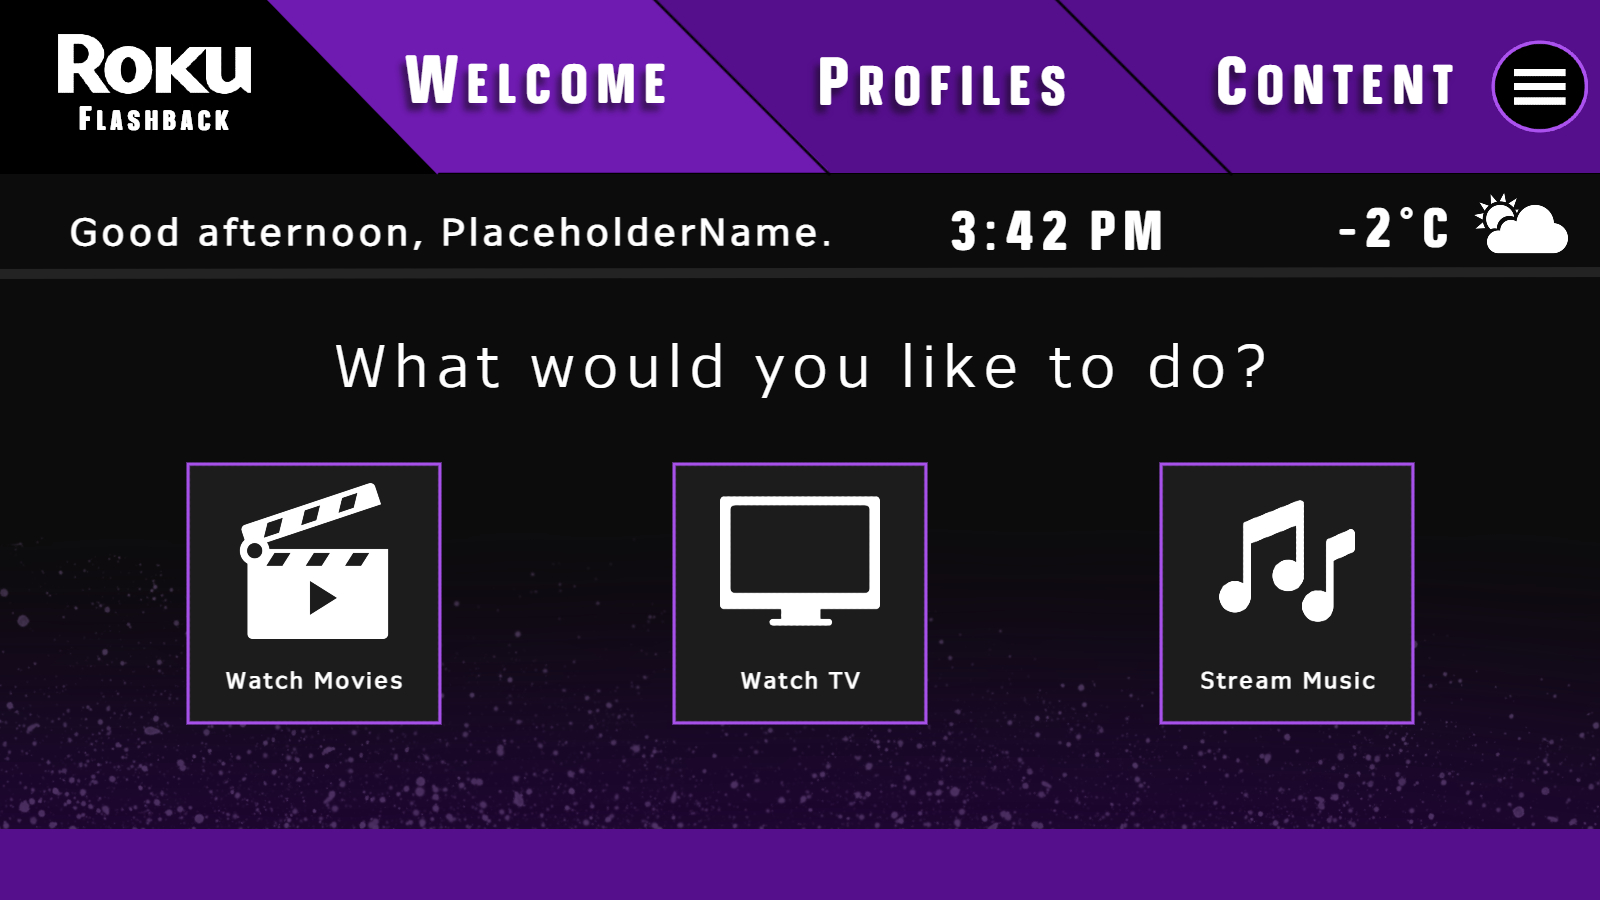 Roku
Flashback
Welcome
Profiles
Content
Good afternoon, PlaceholderName.
3:42 PM
-2°C
What would you like to do?
Watch Movies
Watch TV
Stream Music